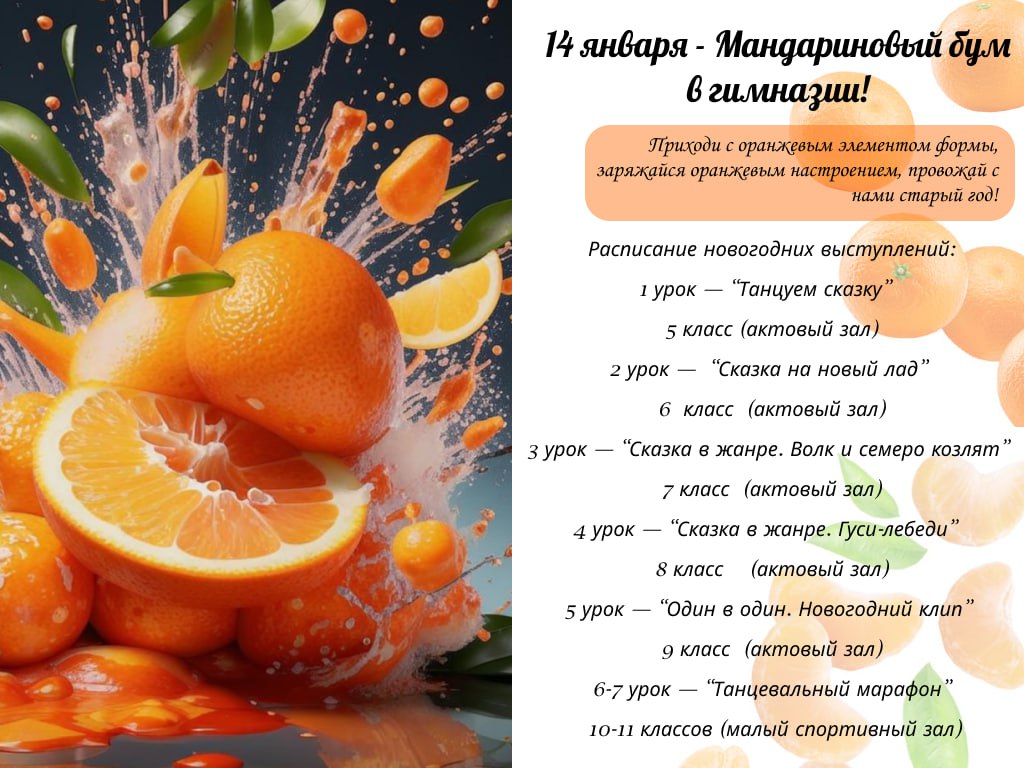 14 января - Мандариновый бум
в гимназии!
Приходи с оранжевым элементом формы,
заряжайся оранжевым настроением, провожай с
нами старый год!
Расписание новогодних выступлений:
1 урок — “Танцуем сказку”
5 класс (актовый зал)
2 урок — “Сказка на новый лад”
6 класс (актовый зал)
3 урок — “Сказка в жанре. Волк и семеро козлят”
7 класс (актовый зал)
4 урок — “Сказка в жанре. Гуси-лебеди”
8 класс (актовый зал)
5 урок — “Один в один. Новогодний клип”
9 класс (актовый зал)
6-7 урок — “Танцевальный марафон”
10-11 классов (малый спортивный зал)